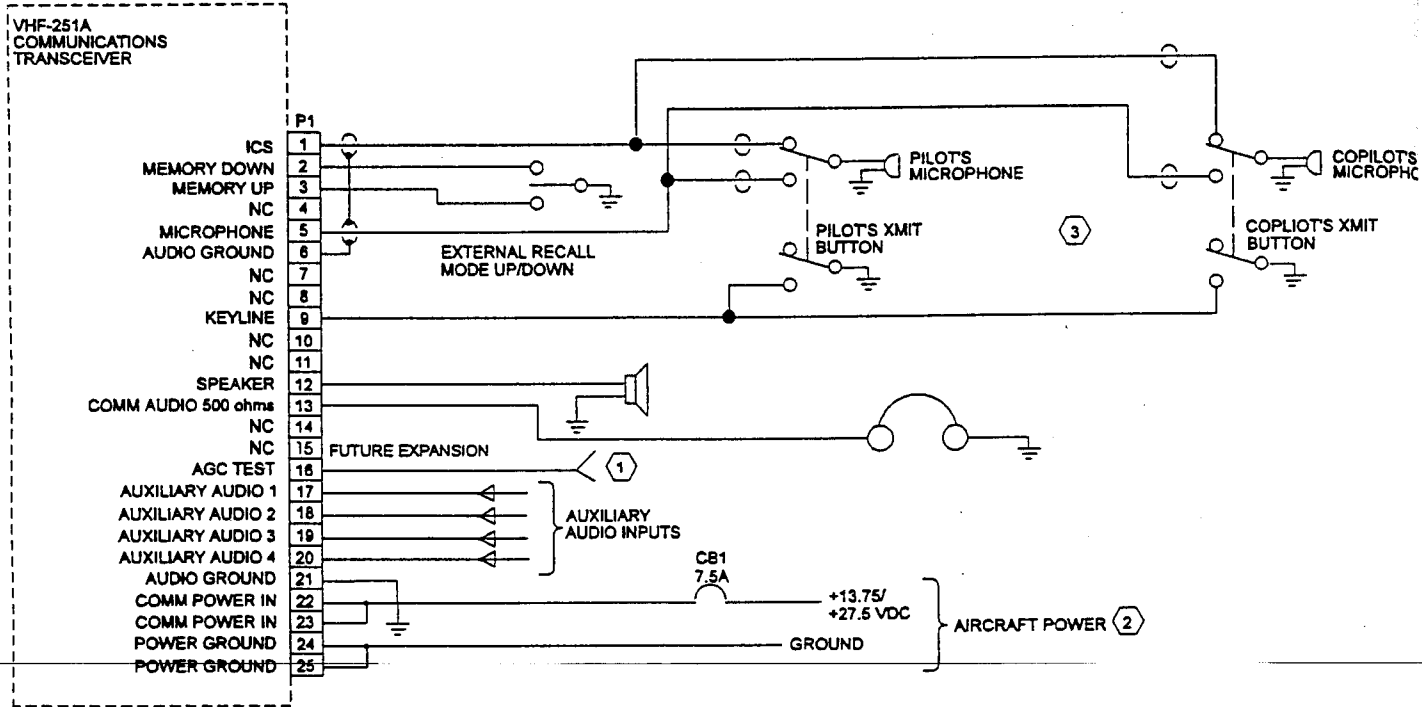 VHF-251A
COMMUNICATIONS
TRANSCEIVER
P1
ICS 1
MEMORY DOWN 2
MEMORY UP 3
NC 4
MICROPHONE 5
AUDIO GROUND 6
NC 7
NC 8
KEYLINE 9
NC 10
NC 11
SPEAKER 12
COMM AUDIO 500 ohms 13
NC 14
NC 15 FUTURE EXPANSION
AGC TEST 16
AUXILIARY AUDIO 1 17
AUXILIARY AUDIO 2 18
AUXILIARY AUDIO 3 19
AUXILIARY AUDIO 4 20
AUDIO GROUND 21
COMM POWER IN 22
COMM POWER IN 23
POWER GROUND 24
POWER GROUND 25
EXTERNAL RECALL
MODE UP/DOWN
PILOT'S
MICROPHONE
PILOT'S XMIT
BUTTON
3
COPILOT'S
MICROPHO
COPLIOT'S XMIT
BUTTON
1
AUXILIARY
AUDIO INPUTS
CB1
7.5A
+13.75/
+27.5 VDC
GROUND
AIRCRAFT POWER 2